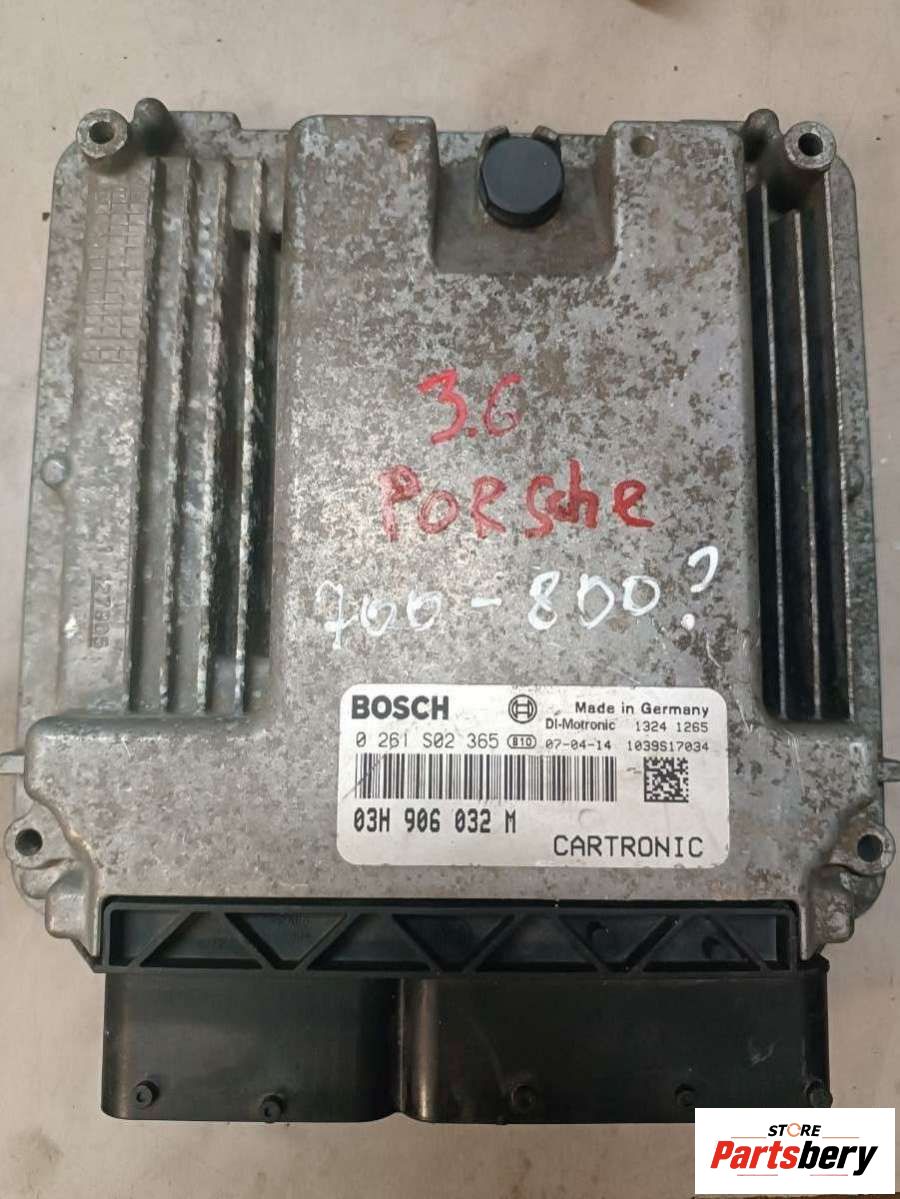 3.6
PORSche
700-800?
BOSCH
Made in Germany
DI-Motronic 1324 1265
0 261 S02 365 B10 07-04-14 1039S17034
03H 906 032 M
CARTRONIC
STORE
Partsbery